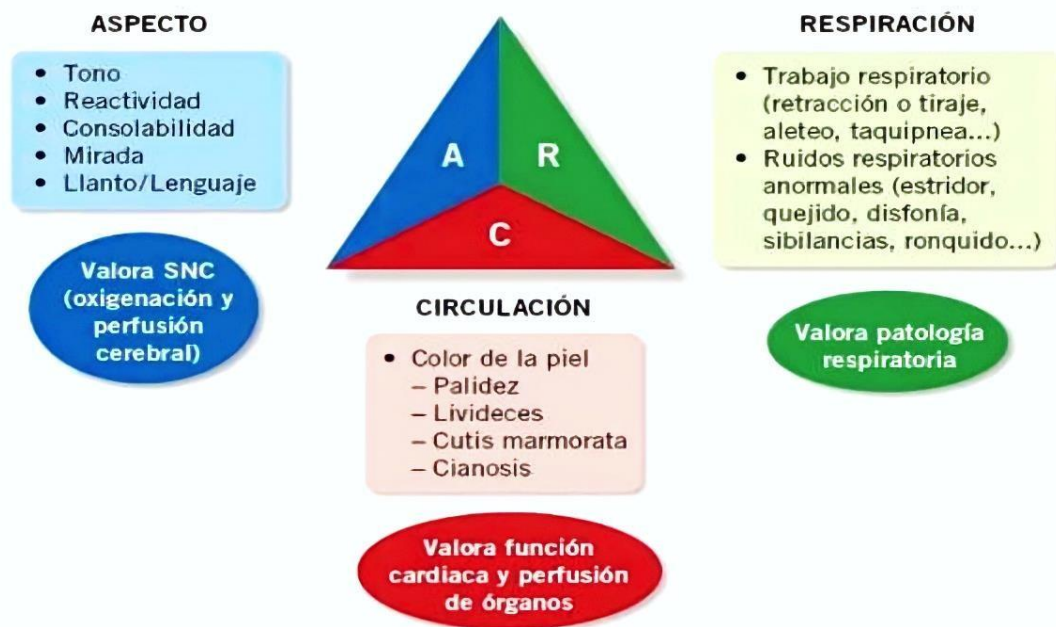 ASPECTO
• Tono
• Reactividad
• Consolabilidad
• Mirada
• Llanto/Lenguaje
Valora SNC
(oxigenación y
perfusión
cerebral)
A
R
C
CIRCULACIÓN
• Color de la piel
– Palidez
– Livideces
– Cutis marmorata
– Cianosis
Valora función
cardiaca y perfusión
de órganos
RESPIRACIÓN
• Trabajo respiratorio
(retracción o tiraje,
aleteo, taquipnea...)
• Ruidos respiratorios
anormales (estridor,
quejido, disfonía,
sibilancias, ronquido...)
Valora patología
respiratoria